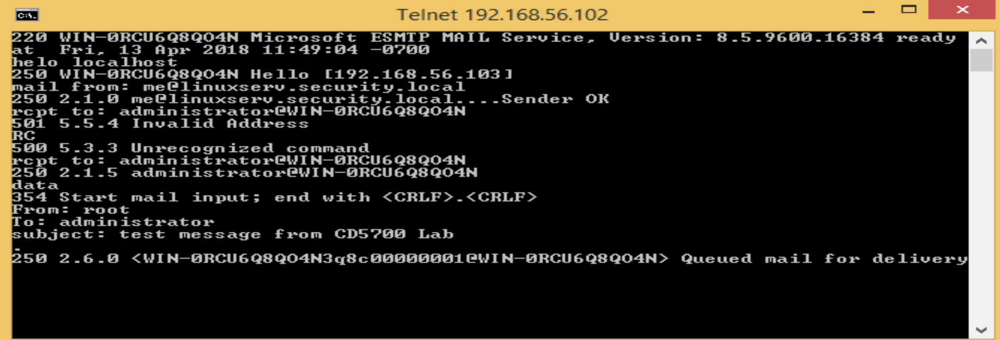 C:\.
Telnet 192.168.56.102
220 WIN-0RCU6Q8QO4N Microsoft ESMTP MAIL Service, Version: 8.5.9600.16384 ready
at  Fri, 13 Apr 2018 11:49:04 -0700
helo localhost
250 WIN-0RCU6Q8QO4N Hello [192.168.56.103]
mail from: me@linuxserv.security.local
250 2.1.0 me@linuxserv.security.local....Sender OK
rcpt to: administrator@WIN-0RCU6Q8QO4N
501 5.5.4 Invalid Address
RC
500 5.3.3 Unrecognized command
rcpt to: administrator@WIN-0RCU6Q8QO4N
250 2.1.5 administrator@WIN-0RCU6Q8QO4N
data
354 Start mail input; end with <CRLF>.<CRLF>
From: root
To: administrator
subject: test message from CD5700 Lab
.
250 2.6.0 <WIN-0RCU6Q8QO4N3q8c00000001@WIN-0RCU6Q8QO4N> Queued mail for delivery